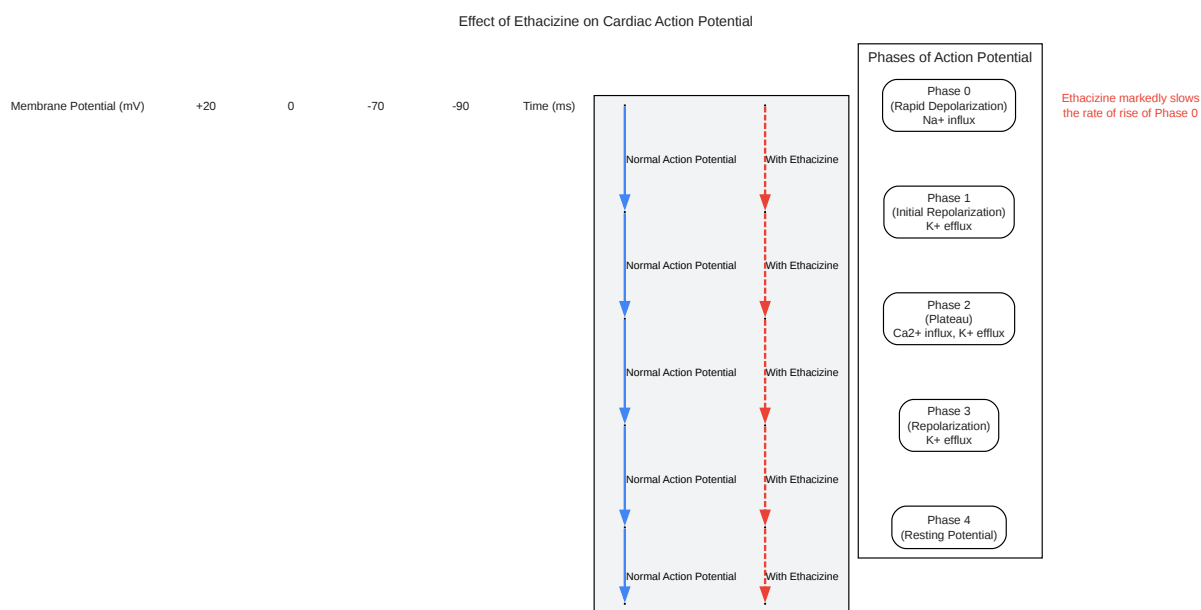 Effect of Ethacizine on Cardiac Action Potential
Membrane Potential (mV)
+20
0
-70
-90
Time (ms)
Normal Action Potential
With Ethacizine
Normal Action Potential
With Ethacizine
Normal Action Potential
With Ethacizine
Normal Action Potential
With Ethacizine
Normal Action Potential
With Ethacizine
Phases of Action Potential
Phase 0
(Rapid Depolarization)
Na+ influx
Phase 1
(Initial Repolarization)
K+ efflux
Phase 2
(Plateau)
Ca2+ influx, K+ efflux
Phase 3
(Repolarization)
K+ efflux
Phase 4
(Resting Potential)
Ethacizine markedly slows
the rate of rise of Phase 0